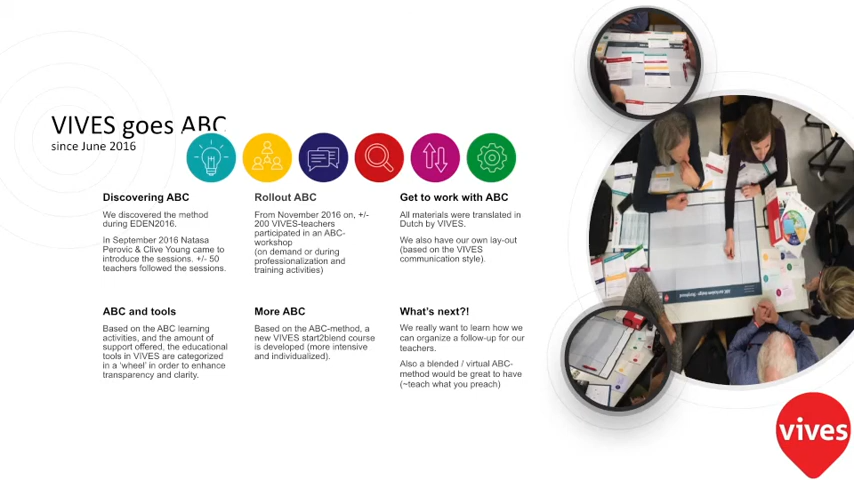 VIVES goes ABC
since June 2016
Discovering ABC
We discovered the method
during EDEN2016.
In September 2016 Natasa
Perovic & Clive Young came to
introduce the sessions. +/- 50
teachers followed the sessions.
Rollout ABC
From November 2016 on, +/-
200 VIVES-teachers
participated in an ABC-
workshop
(on demand or during
professionalization and
training activities)
Get to work with ABC
All materials were translated in
Dutch by VIVES.
We also have our own lay-out
(based on the VIVES
communication style).
ABC and tools
Based on the ABC learning
activities, and the amount of
support offered, the educational
tools in VIVES are categorized
in a ‘wheel’ in order to enhance
transparency and clarity.
More ABC
Based on the ABC-method, a
new VIVES start2blend course
is developed (more intensive
and individualized).
What’s next?!
We really want to learn how we
can organize a follow-up for our
teachers.
Also a blended / virtual ABC-
method would be great to have
(~teach what you preach)
vives